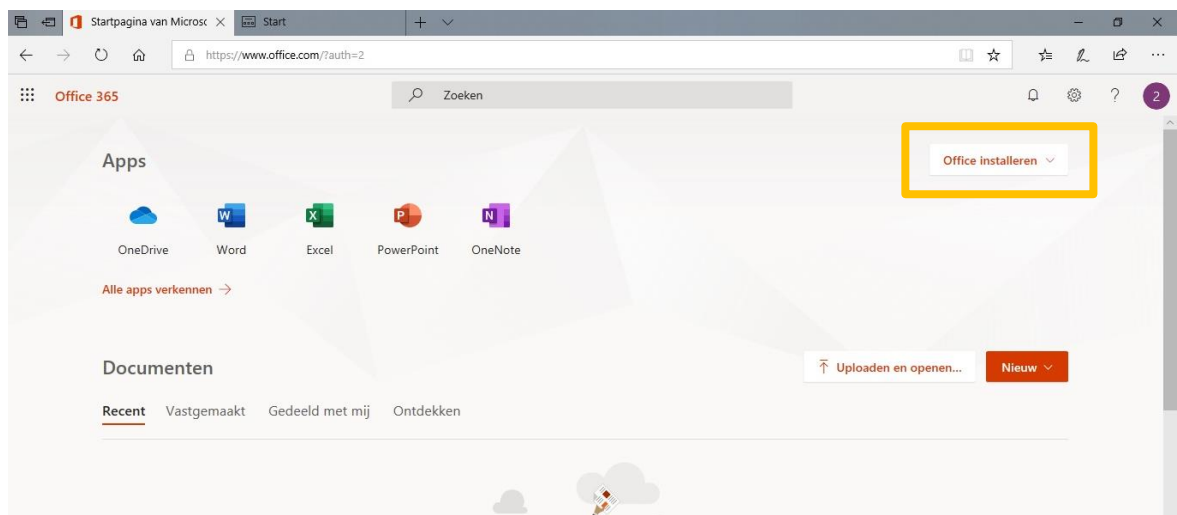 Startpagina van Microsc
Start
https://www.office.com/?auth=2
Office 365
Zoeken
2
Apps
Office installeren
OneDrive
Word
Excel
PowerPoint
OneNote
Alle apps verkennen →
Documenten
Uploaden en openen...
Nieuw
Recent
Vastgemaakt
Gedeeld met mij
Ontdekken